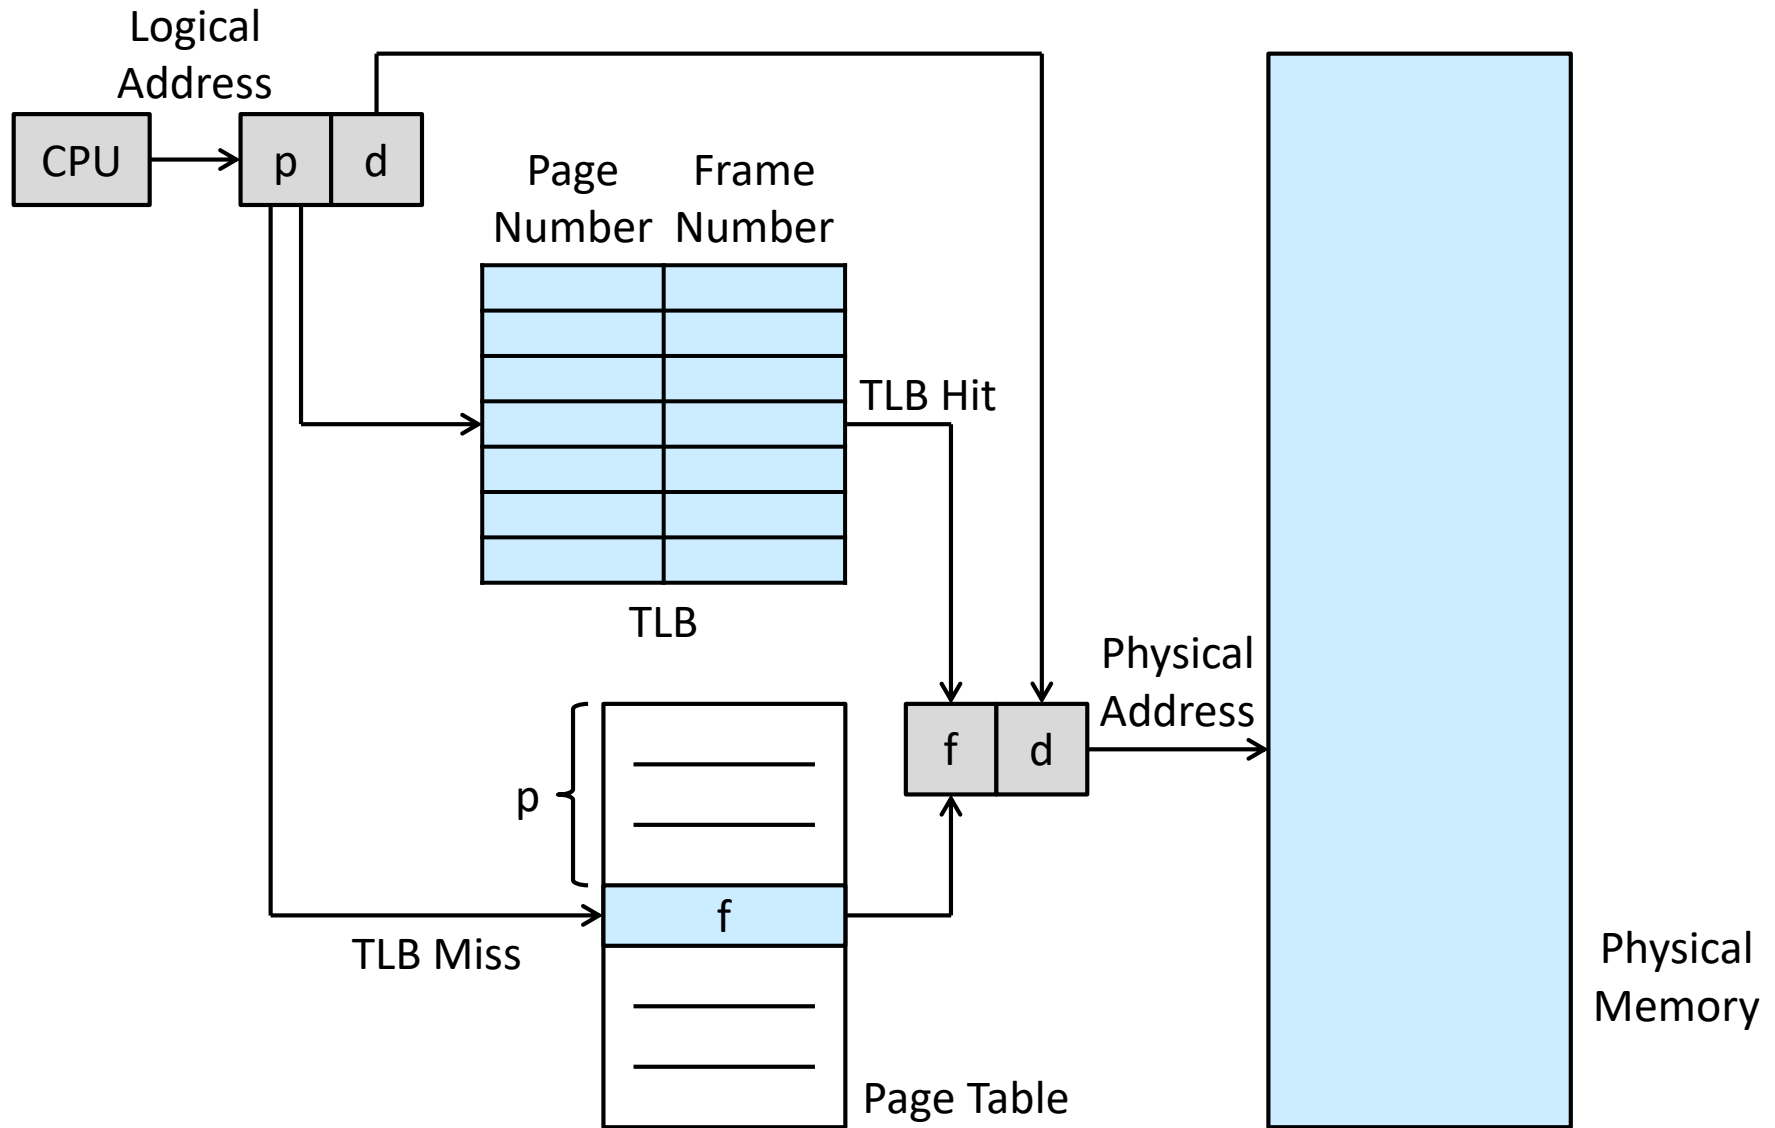 Logical
Address
CPU
p
d
Page
Number
Frame
Number
TLB Hit
TLB
Physical
Address
f
d
p
f
TLB Miss
Page Table
Physical
Memory